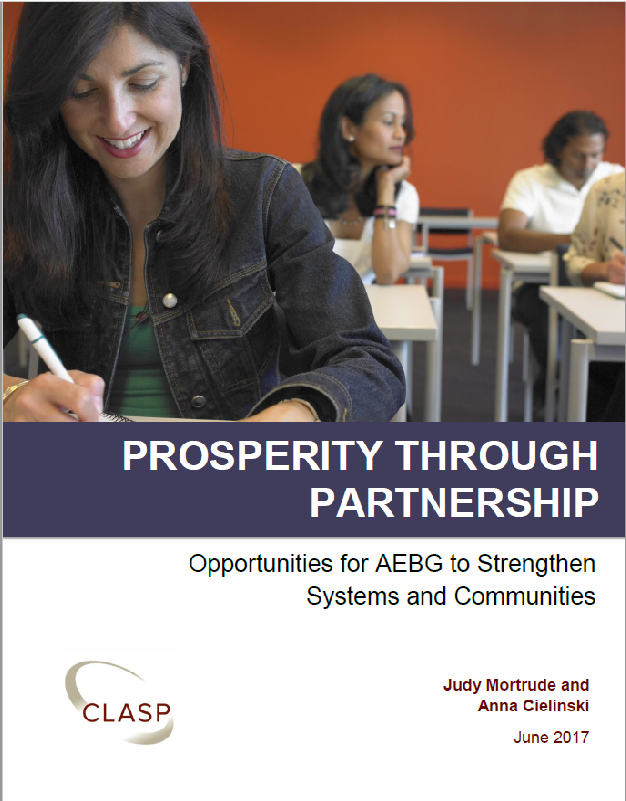 PROSPERITY THROUGH
PARTNERSHIP
Opportunities for AEBG to Strengthen
Systems and Communities
CLASP
Judy Mortrude and
Anna Cielinski
June 2017